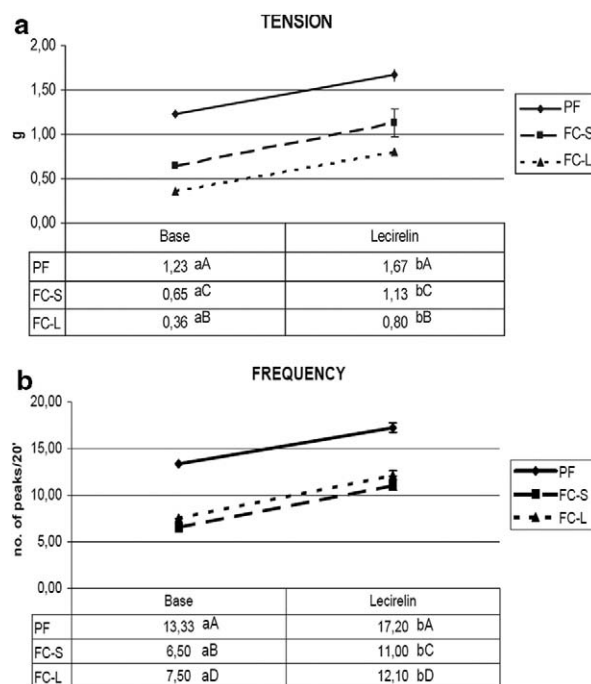 a
TENSION
2,00
1,50
1,00
0,50
0,00
g
PF
FC-S
FC-L
Base Lecirelin
PF 1,23 aA 1,67 bA
FC-S 0,65 aC 1,13 bC
FC-L 0,36 aB 0,80 bB
b
FREQUENCY
20,00
15,00
10,00
5,00
0,00
no. of peaks/20'
PF
FC-S
FC-L
Base Lecirelin
PF 13,33 aA 17,20 bA
FC-S 6,50 aB 11,00 bC
FC-L 7,50 aD 12,10 bD